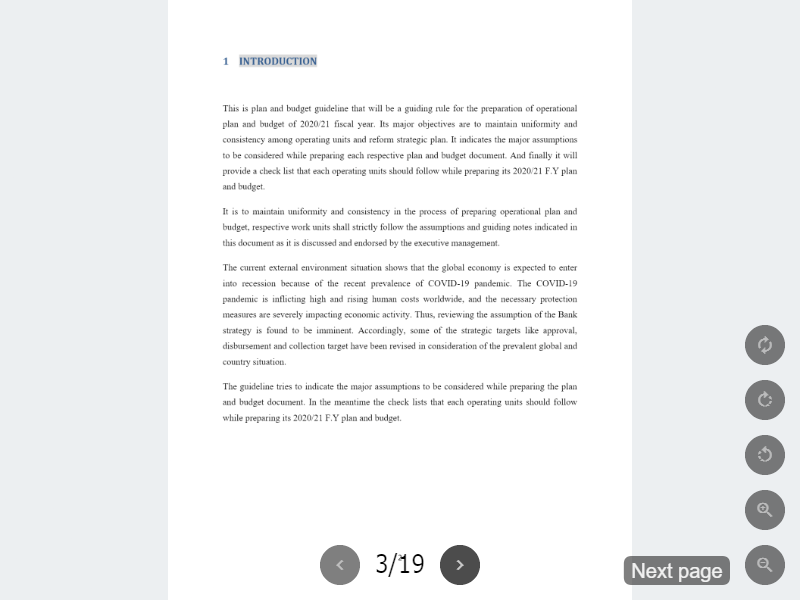 1 INTRODUCTION
This is plan and budget guideline that will be a guiding rule for the preparation of operational
plan and budget of 2020/21 fiscal year. Its major objectives are to maintain uniformity and
consistency among operating units and reform strategic plan. It indicates the major assumptions
to be considered while preparing each respective plan and budget document. And finally it will
provide a check list that each operating units should follow while preparing its 2020/21 F.Y plan
and budget.
It is to maintain uniformity and consistency in the process of preparing operational plan and
budget, respective work units shall strictly follow the assumptions and guiding notes indicated in
this document as it is discussed and endorsed by the executive management.
The current external environment situation shows that the global economy is expected to enter
into recession because of the recent prevalence of COVID-19 pandemic. The COVID-19
pandemic is inflicting high and rising human costs worldwide, and the necessary protection
measures are severely impacting economic activity. Thus, reviewing the assumption of the Bank
strategy is found to be imminent. Accordingly, some of the strategic targets like approval,
disbursement and collection target have been revised in consideration of the prevalent global and
country situation.
The guideline tries to indicate the major assumptions to be considered while preparing the plan
and budget document. In the meantime the check lists that each operating units should follow
while preparing its 2020/21 F.Y plan and budget.
3/19
Next page